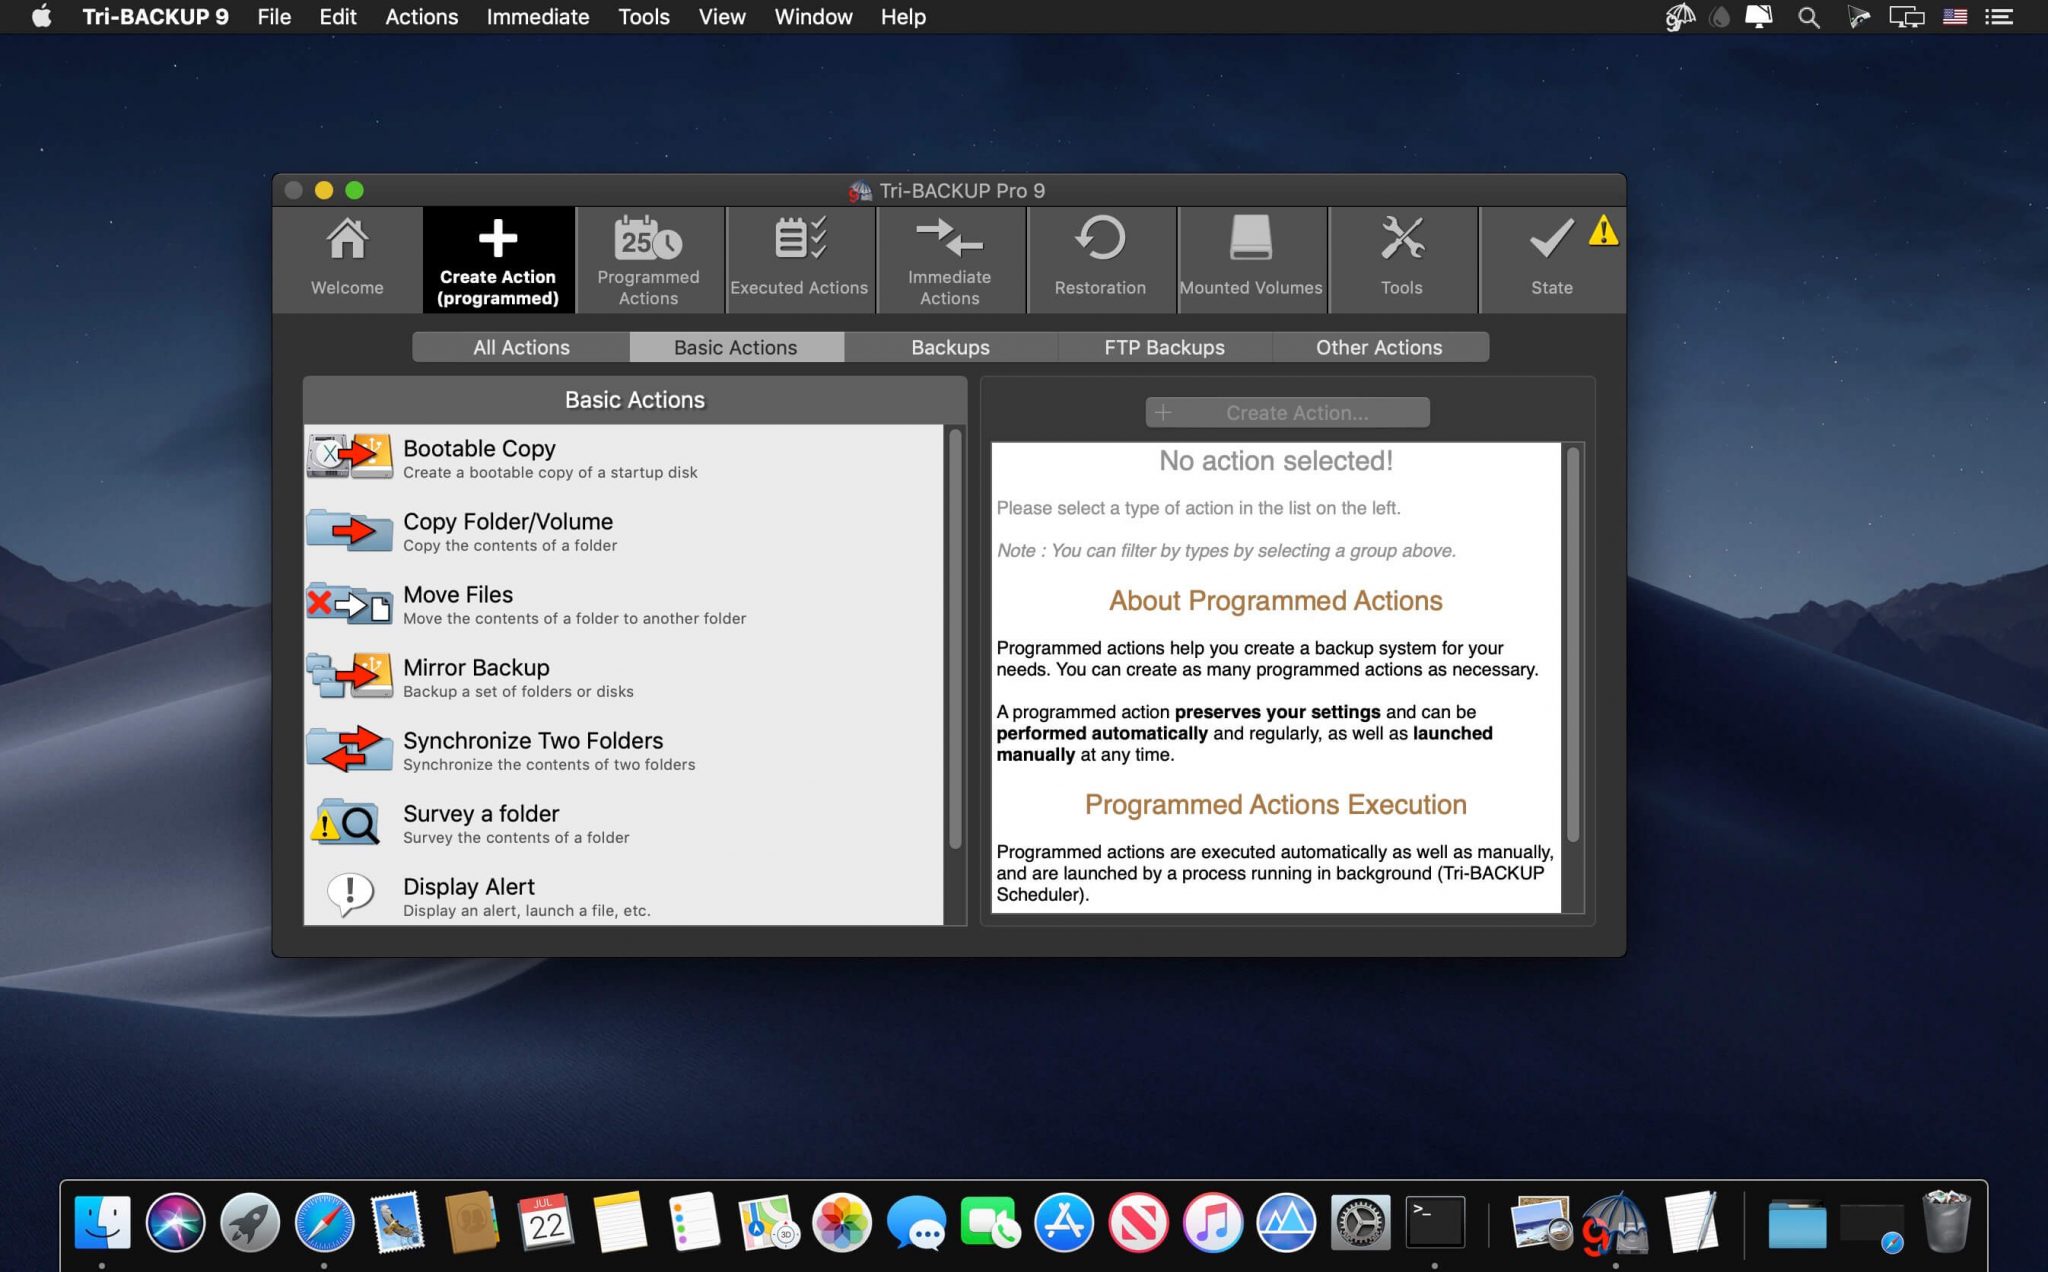 Tri-BACKUP 9 File Edit Actions Immediate Tools View Window Help
Tri-BACKUP Pro 9
Welcome
Create Action
(programmed)
25
Programmed
Actions
Executed Actions
Immediate
Actions
Restoration
Mounted Volumes
Tools
State
All Actions
Basic Actions
Backups
FTP Backups
Other Actions
Basic Actions
Bootable Copy
Create a bootable copy of a startup disk
Copy Folder/Volume
Copy the contents of a folder
Move Files
Move the contents of a folder to another folder
Mirror Backup
Backup a set of folders or disks
Synchronize Two Folders
Synchronize the contents of two folders
Survey a folder
Survey the contents of a folder
Display Alert
Display an alert, launch a file, etc.
Create Action...
No action selected!
Please select a type of action in the list on the left.
Note : You can filter by types by selecting a group above.
About Programmed Actions
Programmed actions help you create a backup system for your
needs. You can create as many programmed actions as necessary.
A programmed action preserves your settings and can be
performed automatically and regularly, as well as launched
manually at any time.
Programmed Actions Execution
Programmed actions are executed automatically as well as manually,
and are launched by a process running in background (Tri-BACKUP
Scheduler).
JUL
22
3D
>_
9